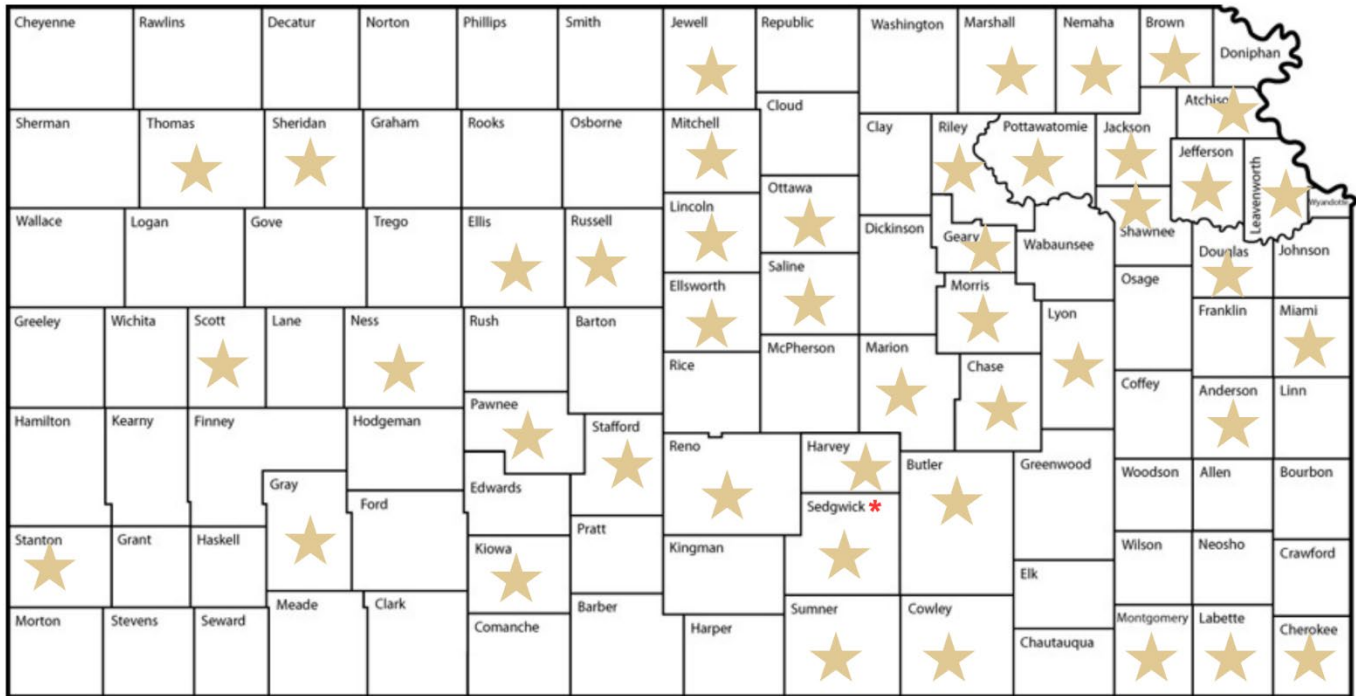 Cheyenne
Rawlins
Decatur
Norton
Phillips
Smith
Jewell
Republic
Washington
Marshall
Nemaha
Brown
Doniphan
Sherman
Thomas
Sheridan
Graham
Rooks
Osborne
Mitchell
Cloud
Clay
Riley
Pottawatomie
Jackson
Atchiso
Jefferson
Leavenworth
Wyandotte
Wallace
Logan
Gove
Trego
Ellis
Russell
Lincoln
Ottawa
Dickinson
Geary
Wabaunsee
Shawnee
Douglas
Johnson
Ellsworth
Saline
Morris
Osage
Greeley
Wichita
Scott
Lane
Ness
Rush
Barton
Rice
McPherson
Marion
Chase
Lyon
Franklin
Miami
Coffey
Anderson
Linn
Hamilton
Kearny
Finney
Hodgeman
Pawnee
Stafford
Reno
Harvey
Butler
Greenwood
Woodson
Allen
Bourbon
Gray
Ford
Edwards
Sedgwick *
Stanton
Grant
Haskell
Kiowa
Pratt
Kingman
Elk
Wilson
Neosho
Crawford
Morton
Stevens
Seward
Meade
Clark
Comanche
Barber
Harper
Sumner
Cowley
Chautauqua
Montgomery
Labette
Cherokee